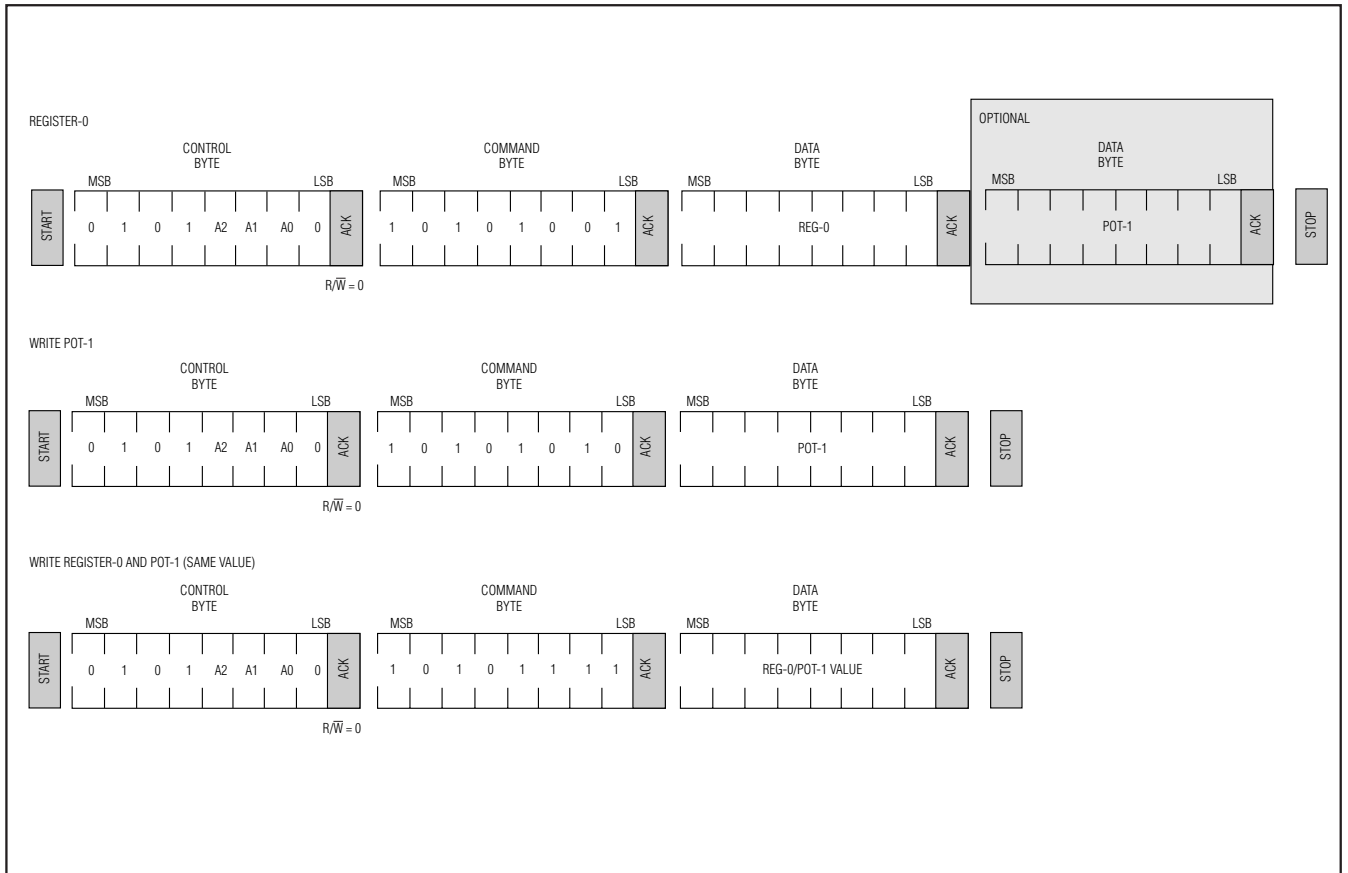 REGISTER-0
OPTIONAL
CONTROL
BYTE
COMMAND
BYTE
DATA
BYTE
DATA
BYTE
MSB LSB MSB LSB MSB LSB MSB LSB
START 0 1 0 1 A2 A1 A0 0 ACK 1 0 1 0 1 0 0 1 ACK REG-0 ACK POT-1 ACK STOP
R/W̅ = 0
WRITE POT-1
CONTROL
BYTE
COMMAND
BYTE
DATA
BYTE
MSB LSB MSB LSB MSB LSB
START 0 1 0 1 A2 A1 A0 0 ACK 1 0 1 0 1 0 1 0 ACK POT-1 ACK STOP
R/W̅ = 0
WRITE REGISTER-0 AND POT-1 (SAME VALUE)
CONTROL
BYTE
COMMAND
BYTE
DATA
BYTE
MSB LSB MSB LSB MSB LSB
START 0 1 0 1 A2 A1 A0 0 ACK 1 0 1 0 1 1 1 1 ACK REG-0/POT-1 VALUE ACK STOP
R/W̅ = 0